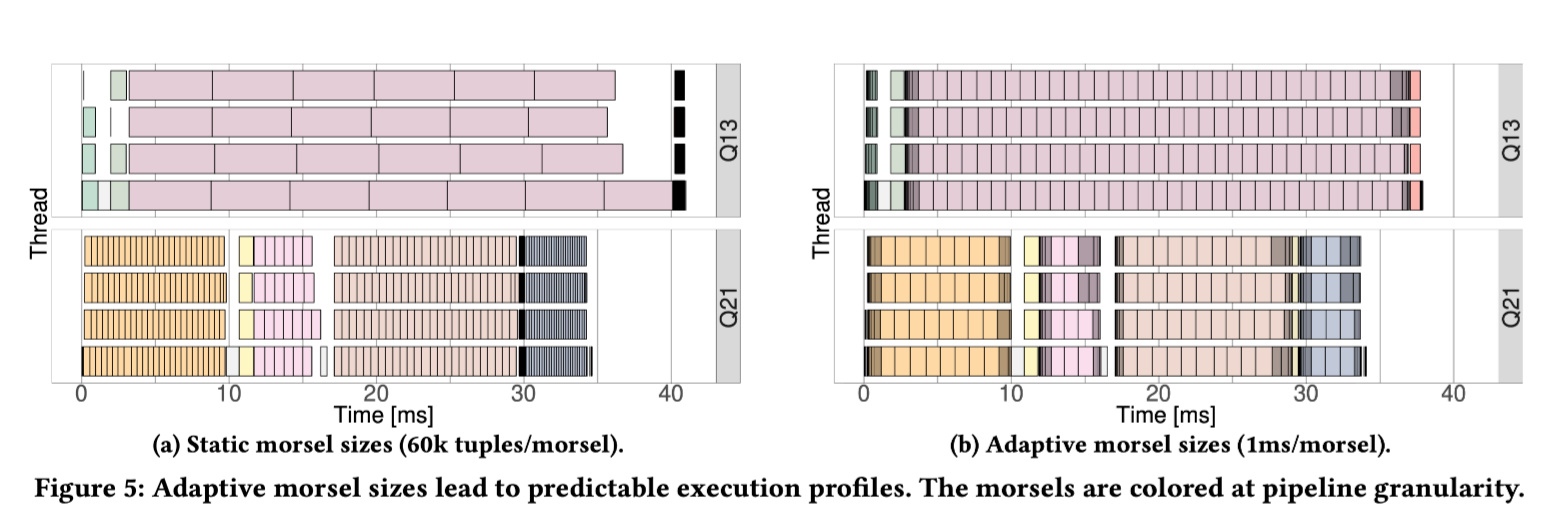 Thread
Q13
Q21
0 10 20 30 40
Time [ms]
(a) Static morsel sizes (60k tuples/morsel).
Thread
Q13
Q21
0 10 20 30 40
Time [ms]
(b) Adaptive morsel sizes (1ms/morsel).
Figure 5: Adaptive morsel sizes lead to predictable execution profiles. The morsels are colored at pipeline granularity.